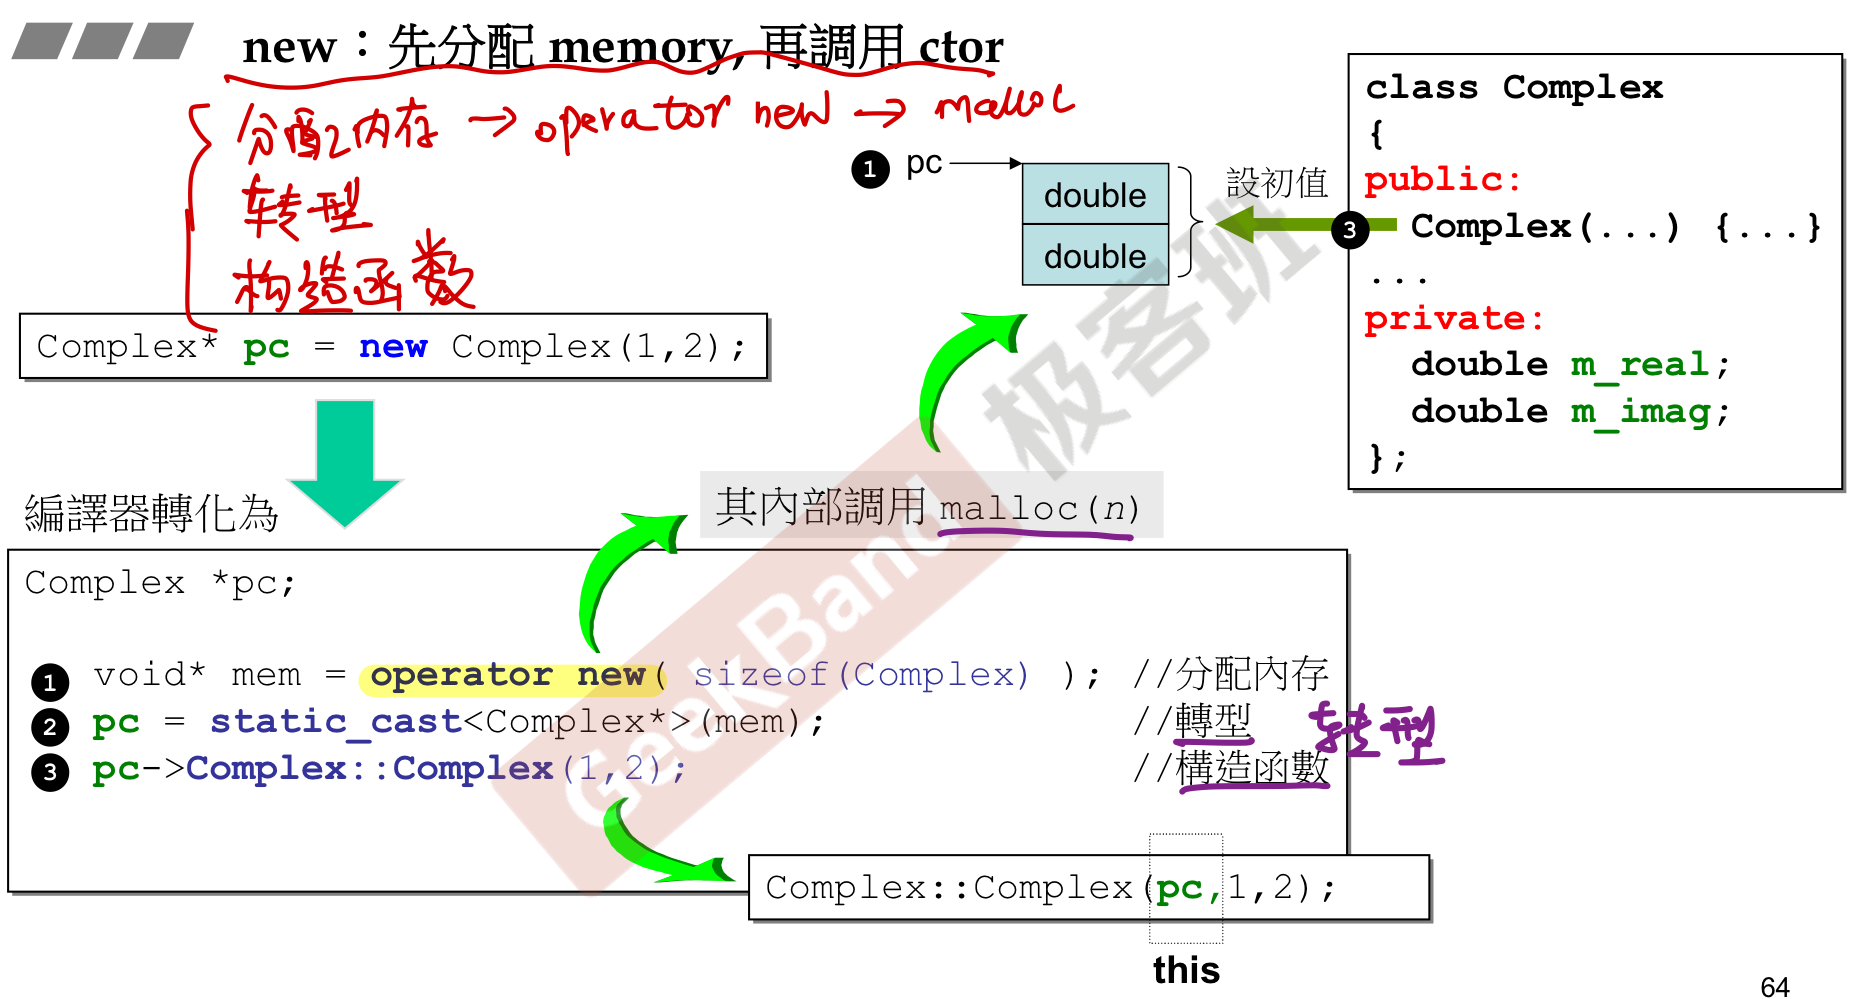 new：先分配 memory, 再調用 ctor
分配内存 → operator new → malloc
转型
构造函数
Complex* pc = new Complex(1,2);
編譯器轉化為
1 pc
double
double
設初值
3
class Complex
{
public:
Complex(...) {...}
...
private:
double m_real;
double m_imag;
};
其內部調用 malloc(n)
Complex *pc;
1 void* mem = operator new( sizeof(Complex) ); //分配內存
2 pc = static_cast<Complex*>(mem); //轉型 转型
3 pc->Complex::Complex(1,2); //構造函數
Complex::Complex(pc,1,2);
this
GeekBand 极客班
64